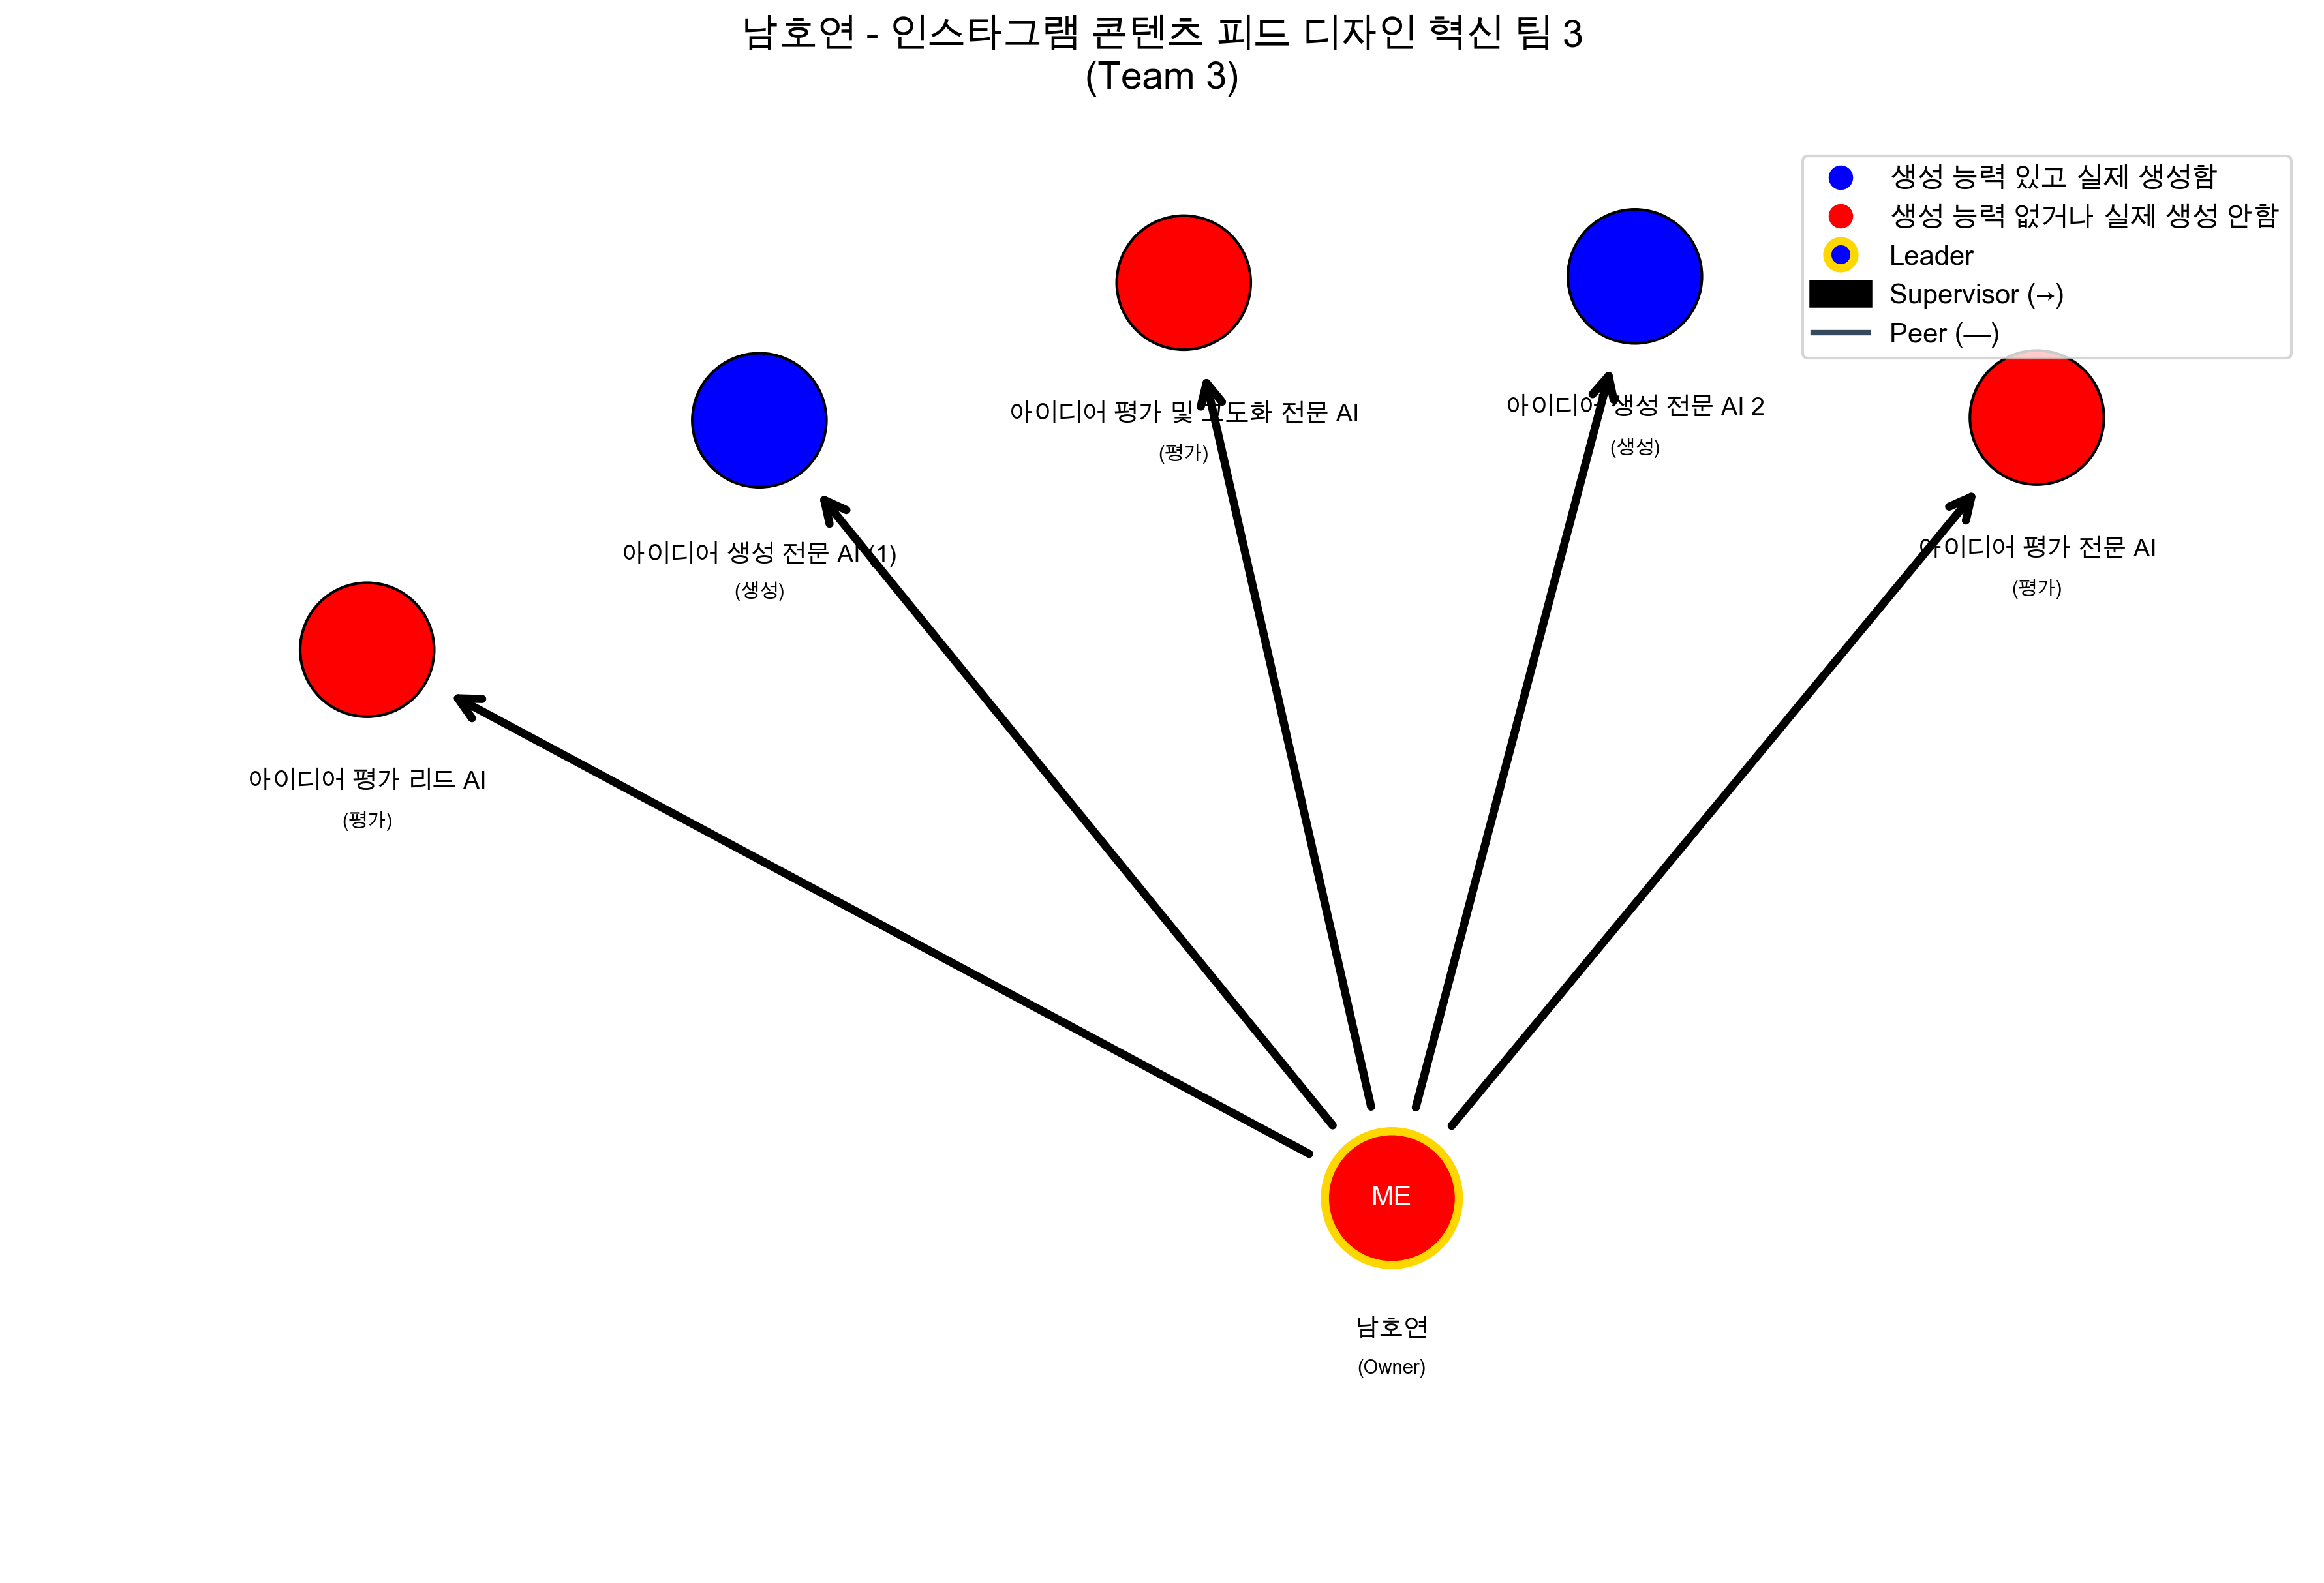 남호연 - 인스타그램 콘텐츠 피드 디자인 혁신 팀 3
(Team 3)
생성 능력 있고 실제 생성함
생성 능력 없거나 실제 생성 안함
Leader
Supervisor (→)
Peer (—)
아이디어 평가 및 고도화 전문 AI
(평가)
아이디어 생성 전문 AI 2
(생성)
아이디어 생성 전문 AI (1)
(생성)
아이디어 평가 전문 AI
(평가)
아이디어 평가 리드 AI
(평가)
ME
남호연
(Owner)